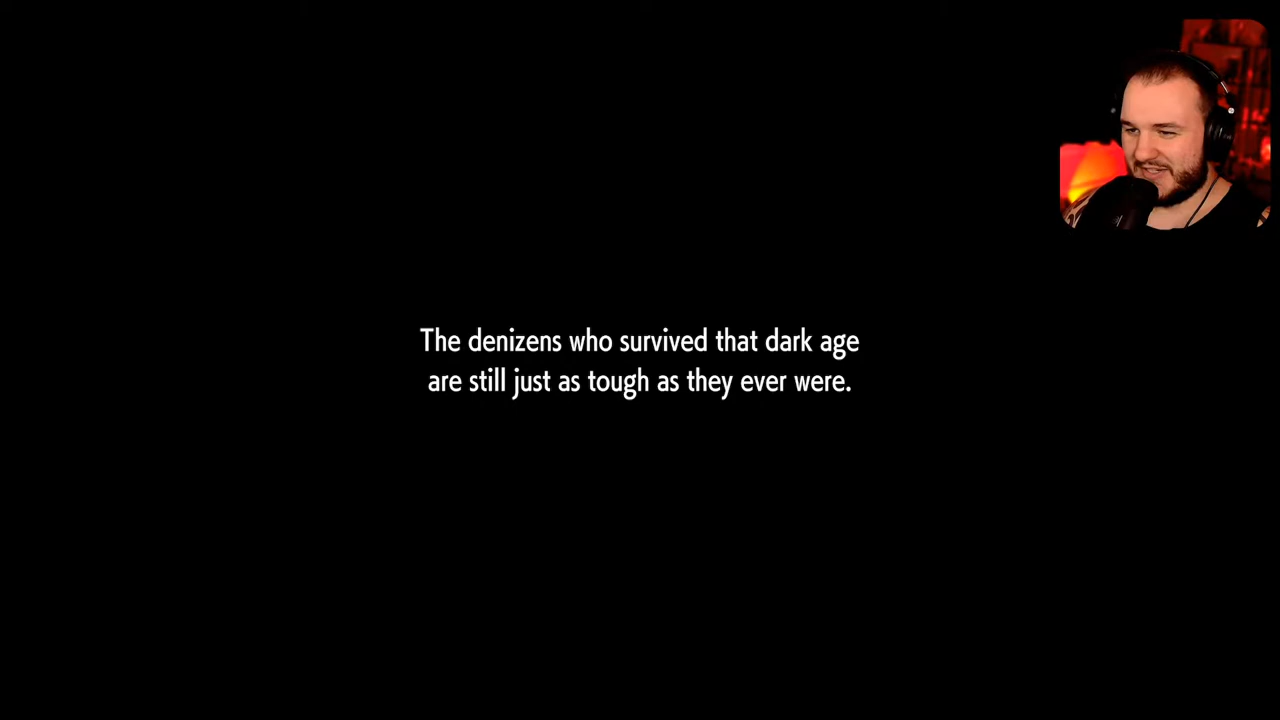 The denizens who survived that dark age
are still just as tough as they ever were.